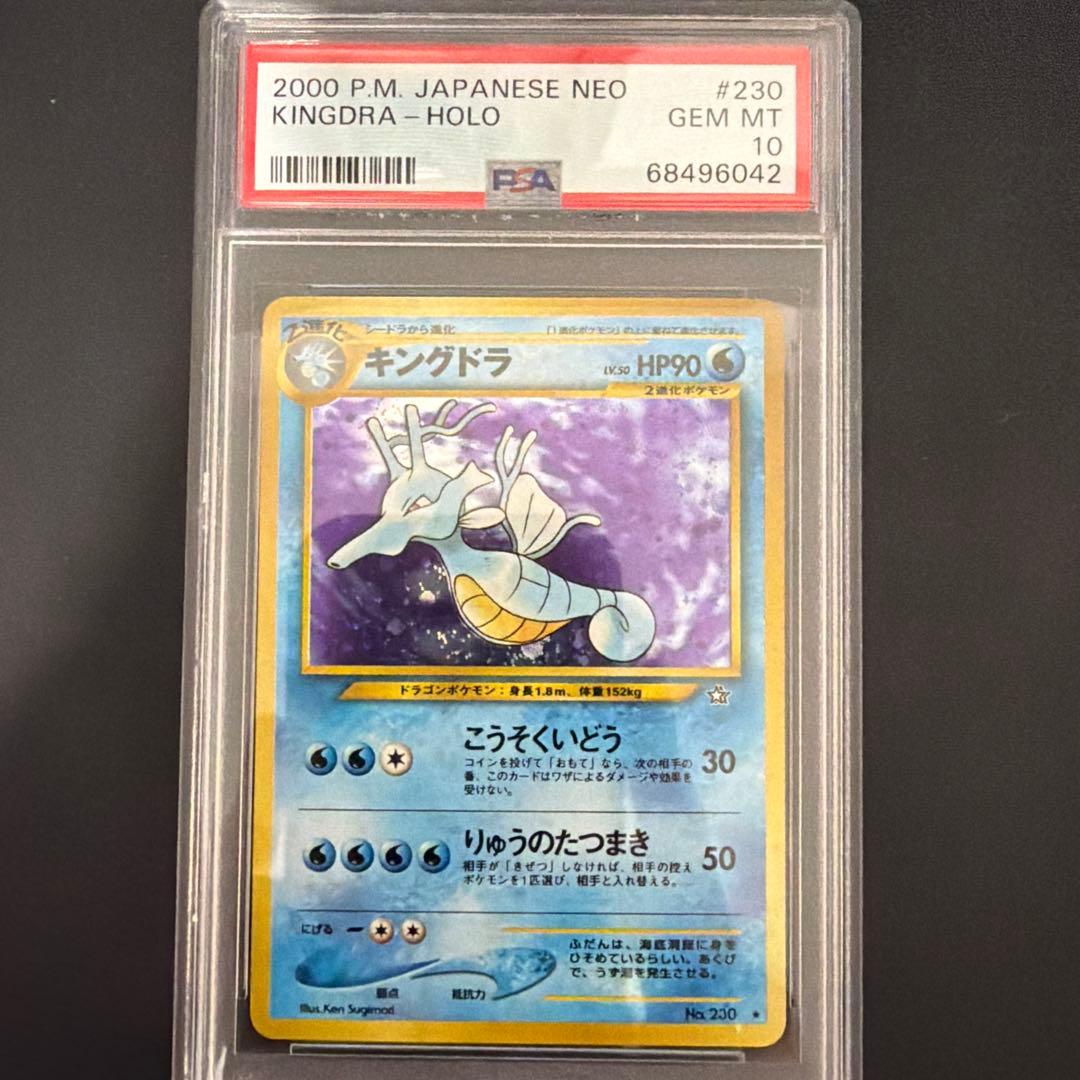 2000 P.M. JAPANESE NEO #230
KINGDRA - HOLO GEM MT
10
PSA 68496042
2進化 シードラから進化 「1進化ポケモン」の上に重ねて進化させます。
キングドラ LV.50 HP90
2進化ポケモン
ドラゴンポケモン：身長1.8m、体重152kg
こうそくいどう
コインを投げて「おもて」なら、次の相手の
番、このカードはワザによるダメージや効果を
受けない。
30
りゅうのたつまき
相手が「きぜつ」しなければ、相手の控え
ポケモンを1匹選び、相手と入れ替える。
50
にげる
ふだんは、海底洞窟に身を
ひそめているらしい。あくび
で、うず潮を発生させる。
弱点 抵抗力
Illus.Ken Sugimori No.230 ★